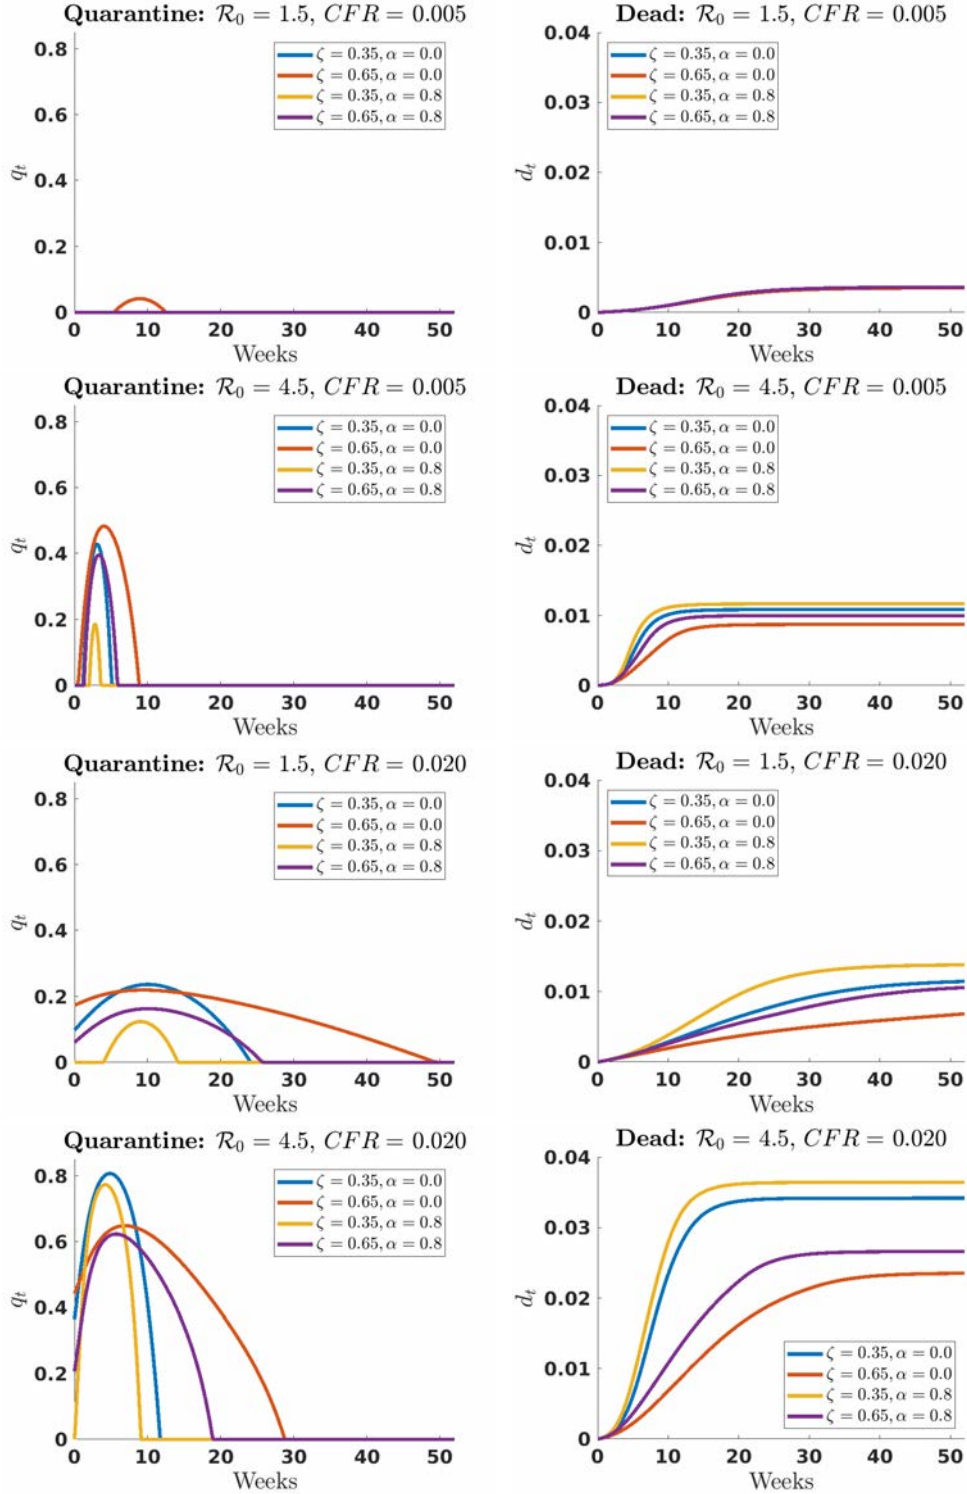 Quarantine: R₀ = 1.5, CFR = 0.005
0.8
0.6
0.4
0.2
0
qₜ
ζ = 0.35, α = 0.0
ζ = 0.65, α = 0.0
ζ = 0.35, α = 0.8
ζ = 0.65, α = 0.8
0 10 20 30 40 50
Weeks
Dead: R₀ = 1.5, CFR = 0.005
0.04
0.03
0.02
0.01
0
dₜ
ζ = 0.35, α = 0.0
ζ = 0.65, α = 0.0
ζ = 0.35, α = 0.8
ζ = 0.65, α = 0.8
0 10 20 30 40 50
Weeks
Quarantine: R₀ = 4.5, CFR = 0.005
0.8
0.6
0.4
0.2
0
qₜ
ζ = 0.35, α = 0.0
ζ = 0.65, α = 0.0
ζ = 0.35, α = 0.8
ζ = 0.65, α = 0.8
0 10 20 30 40 50
Weeks
Dead: R₀ = 4.5, CFR = 0.005
0.04
0.03
0.02
0.01
0
dₜ
ζ = 0.35, α = 0.0
ζ = 0.65, α = 0.0
ζ = 0.35, α = 0.8
ζ = 0.65, α = 0.8
0 10 20 30 40 50
Weeks
Quarantine: R₀ = 1.5, CFR = 0.020
0.8
0.6
0.4
0.2
0
qₜ
ζ = 0.35, α = 0.0
ζ = 0.65, α = 0.0
ζ = 0.35, α = 0.8
ζ = 0.65, α = 0.8
0 10 20 30 40 50
Weeks
Dead: R₀ = 1.5, CFR = 0.020
0.04
0.03
0.02
0.01
0
dₜ
ζ = 0.35, α = 0.0
ζ = 0.65, α = 0.0
ζ = 0.35, α = 0.8
ζ = 0.65, α = 0.8
0 10 20 30 40 50
Weeks
Quarantine: R₀ = 4.5, CFR = 0.020
0.8
0.6
0.4
0.2
0
qₜ
ζ = 0.35, α = 0.0
ζ = 0.65, α = 0.0
ζ = 0.35, α = 0.8
ζ = 0.65, α = 0.8
0 10 20 30 40 50
Weeks
Dead: R₀ = 4.5, CFR = 0.020
0.04
0.03
0.02
0.01
0
dₜ
ζ = 0.35, α = 0.0
ζ = 0.65, α = 0.0
ζ = 0.35, α = 0.8
ζ = 0.65, α = 0.8
0 10 20 30 40 50
Weeks